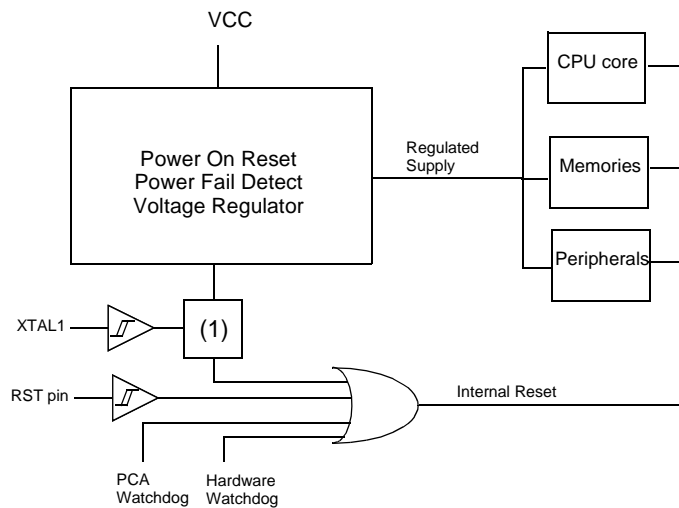 VCC
CPU core
Power On Reset
Power Fail Detect
Voltage Regulator
Regulated
Supply
Memories
Peripherals
XTAL1
(1)
RST pin
Internal Reset
PCA
Watchdog
Hardware
Watchdog